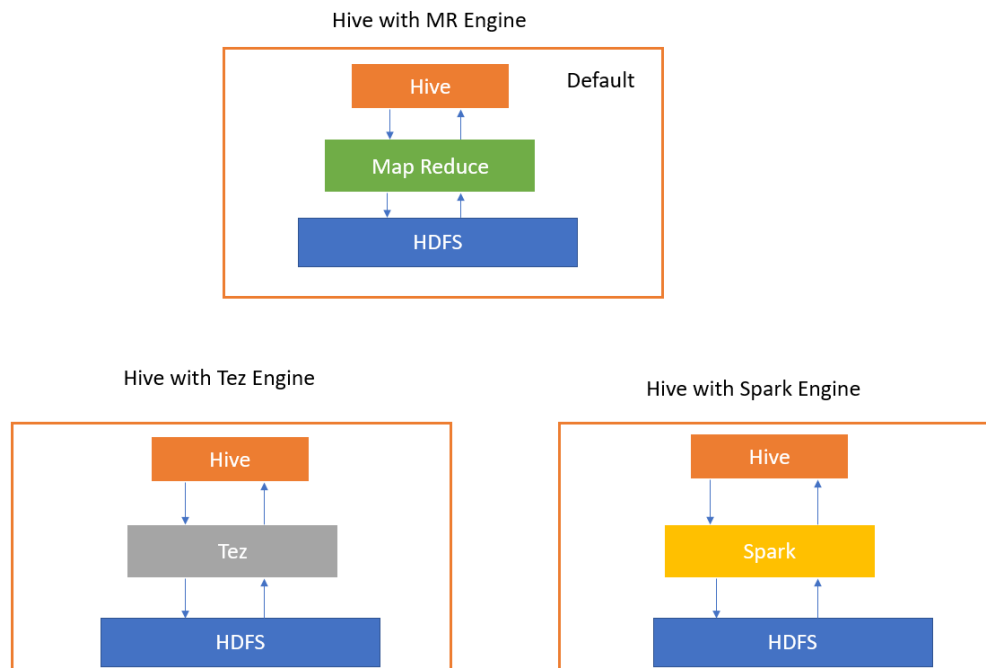 Hive with MR Engine
Default
Hive
Map Reduce
HDFS
Hive with Tez Engine
Hive
Tez
HDFS
Hive with Spark Engine
Hive
Spark
HDFS